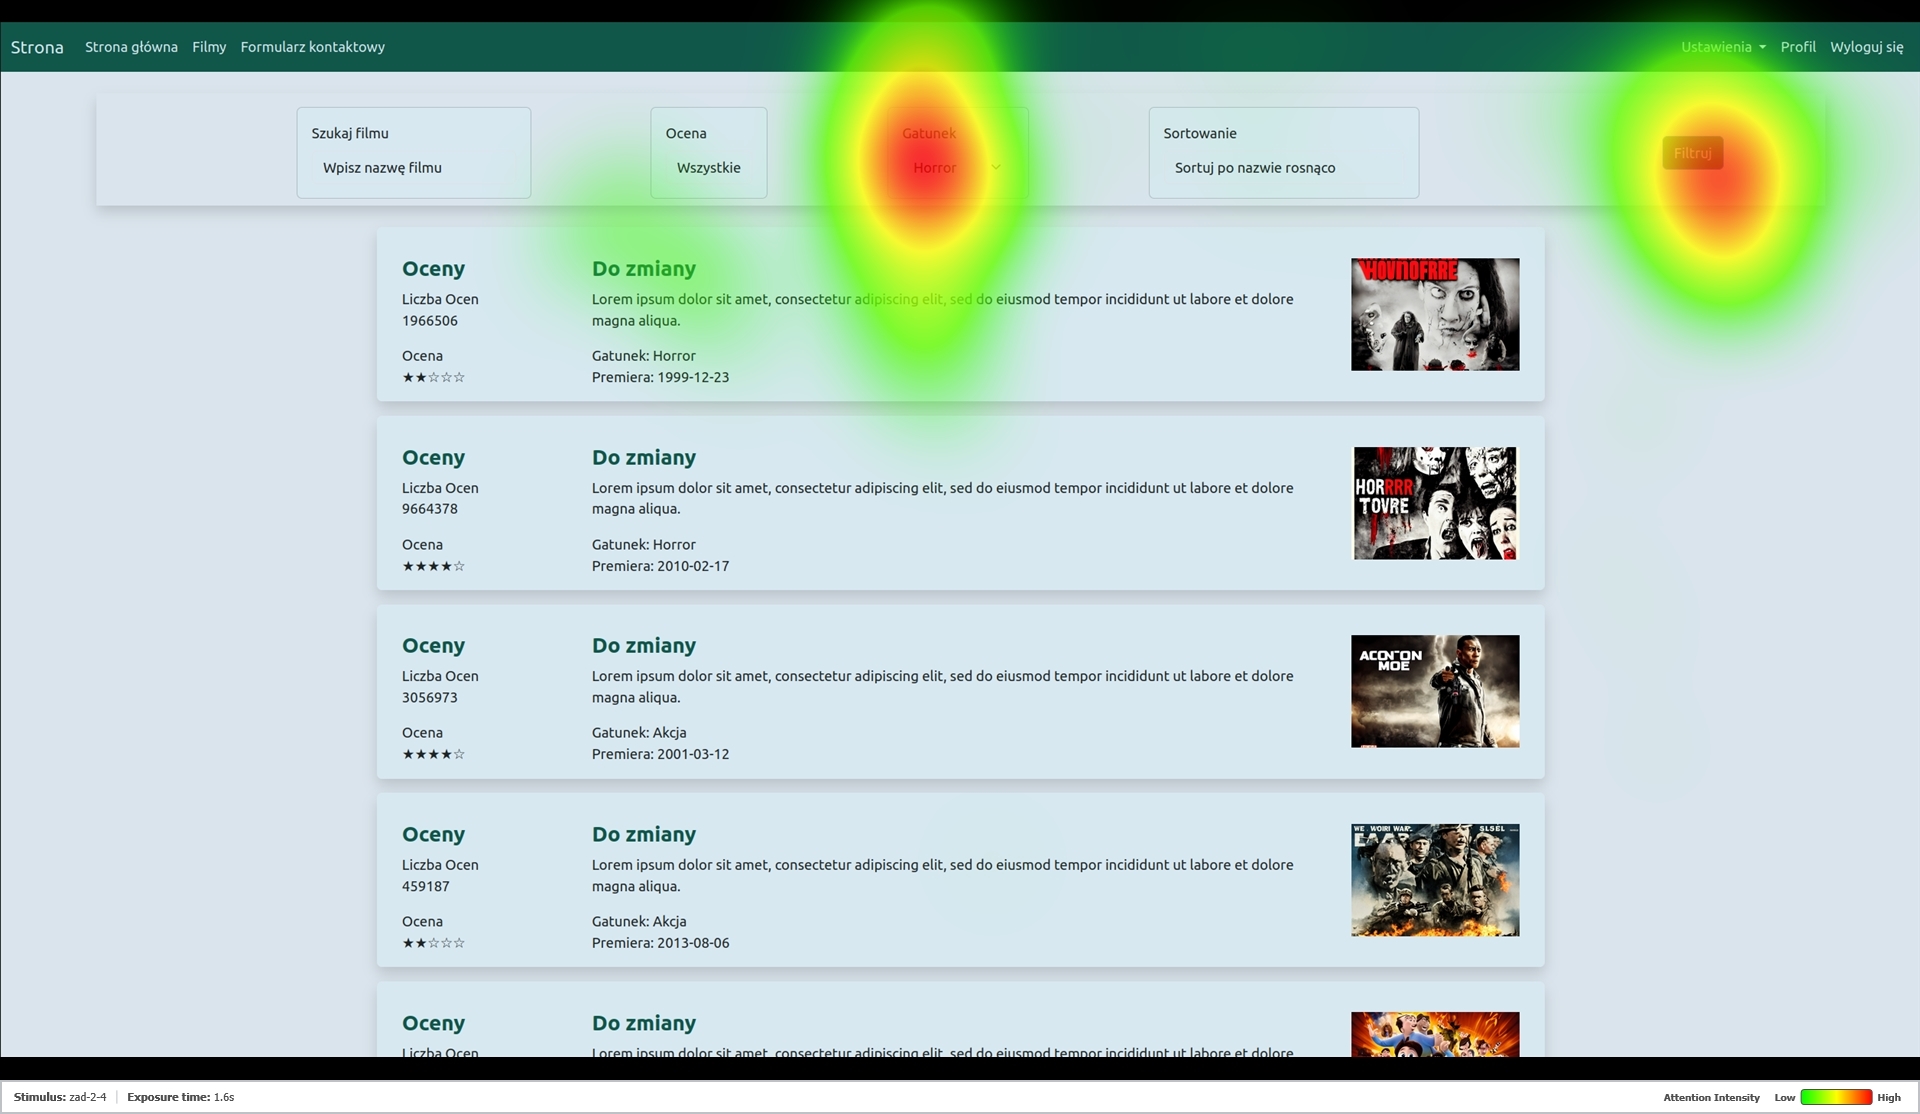 Strona Strona główna Filmy Formularz kontaktowy Ustawienia Profil Wyloguj się
Szukaj filmu
Wpisz nazwę filmu
Ocena
Wszystkie
Gatunek
Horror
Sortowanie
Sortuj po nazwie rosnąco
Filtruj
Oceny
Liczba Ocen
1966506
Ocena
★★☆☆☆
Do zmiany
Lorem ipsum dolor sit amet, consectetur adipiscing elit, sed do eiusmod tempor incididunt ut labore et dolore
magna aliqua.
Gatunek: Horror
Premiera: 1999-12-23
HOVNOFRRE
Oceny
Liczba Ocen
9664378
Ocena
★★★★☆
Do zmiany
Lorem ipsum dolor sit amet, consectetur adipiscing elit, sed do eiusmod tempor incididunt ut labore et dolore
magna aliqua.
Gatunek: Horror
Premiera: 2010-02-17
HORRRR
TOVRE
Oceny
Liczba Ocen
3056973
Ocena
★★★★☆
Do zmiany
Lorem ipsum dolor sit amet, consectetur adipiscing elit, sed do eiusmod tempor incididunt ut labore et dolore
magna aliqua.
Gatunek: Akcja
Premiera: 2001-03-12
MOE
Oceny
Liczba Ocen
459187
Ocena
★★☆☆☆
Do zmiany
Lorem ipsum dolor sit amet, consectetur adipiscing elit, sed do eiusmod tempor incididunt ut labore et dolore
magna aliqua.
Gatunek: Akcja
Premiera: 2013-08-06
WE WOIRI WAR. SLSEL
Oceny
Liczba Ocen
Do zmiany
Lorem ipsum dolor sit amet, consectetur adipiscing elit, sed do eiusmod tempor incididunt ut labore et dolore
Stimulus: zad-2-4 Exposure time: 1.6s Attention Intensity Low High